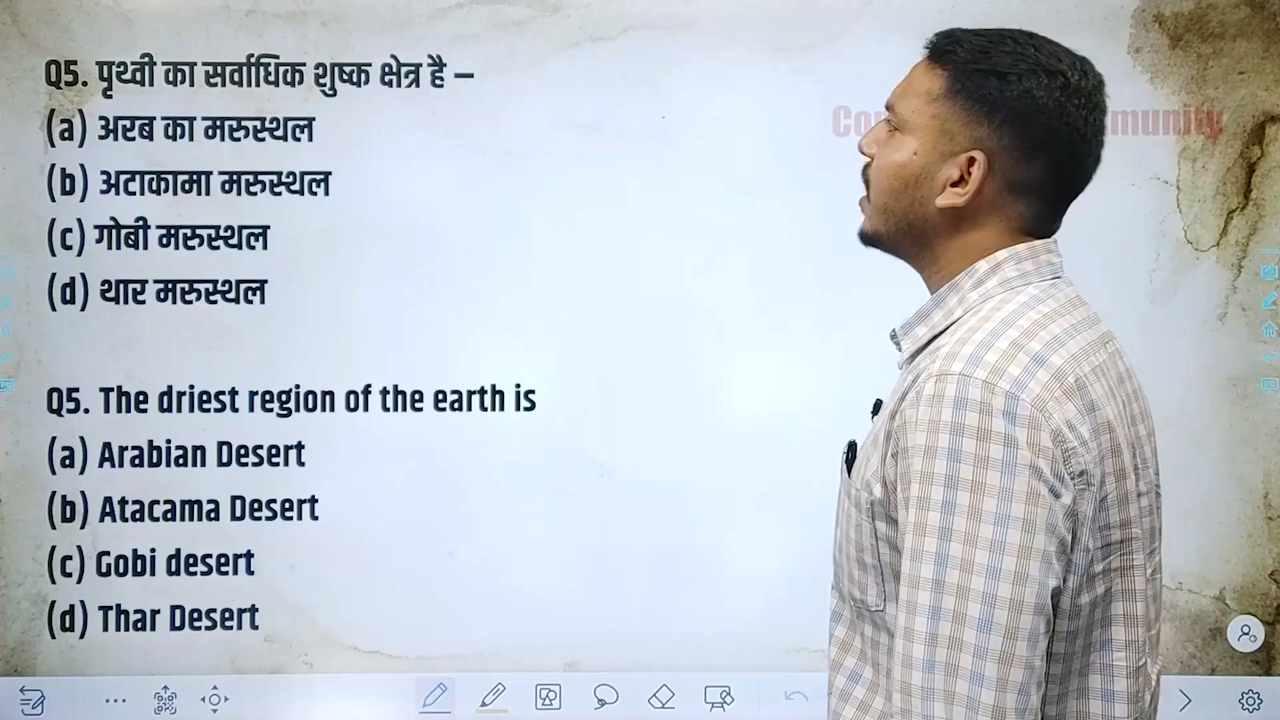 Q5. पृथ्वी का सर्वाधिक शुष्क क्षेत्र है –
(a) अरब का मरुस्थल
(b) अटाकामा मरुस्थल
(c) गोबी मरुस्थल
(d) थार मरुस्थल
Q5. The driest region of the earth is
(a) Arabian Desert
(b) Atacama Desert
(c) Gobi desert
(d) Thar Desert